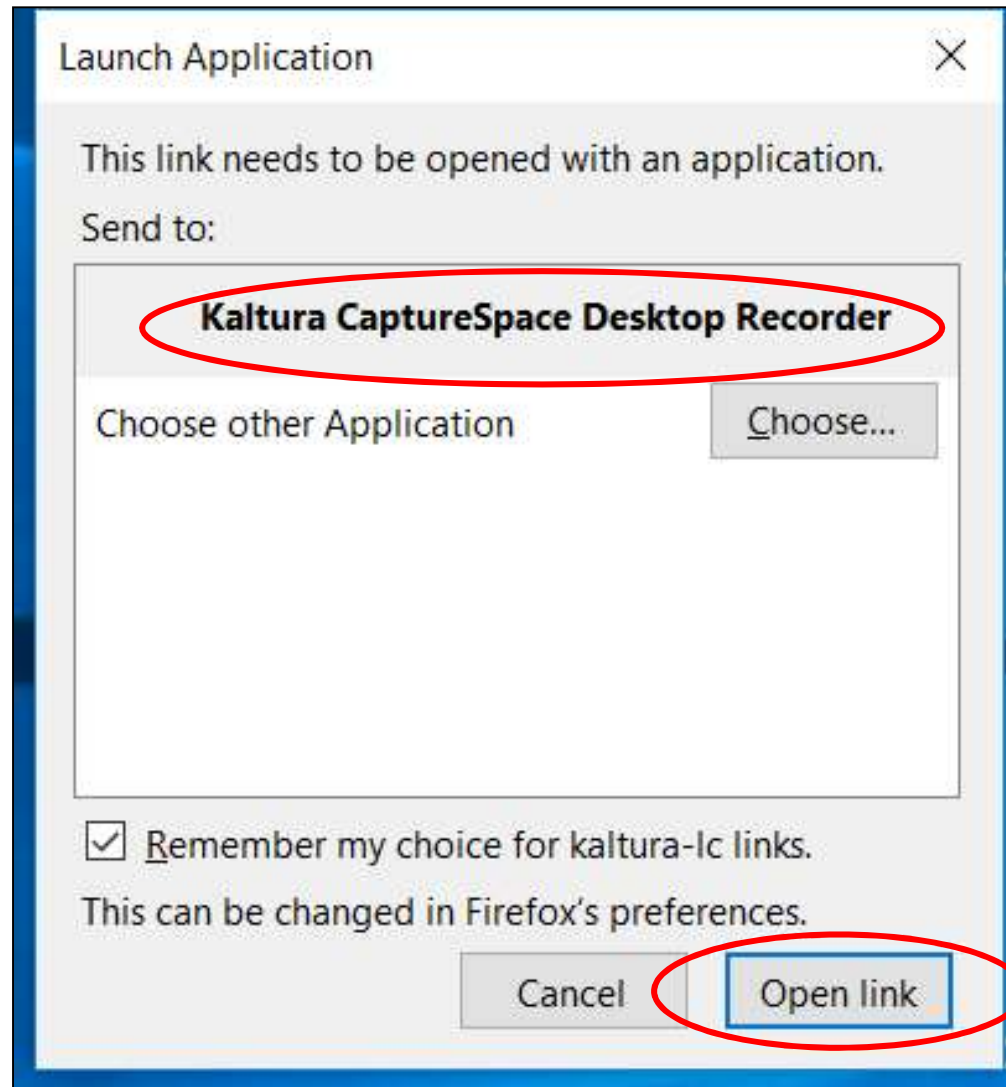 Launch Application
This link needs to be opened with an application.
Send to:
Kaltura CaptureSpace Desktop Recorder
Choose other Application
Choose...
Remember my choice for kaltura-lc links.
This can be changed in Firefox's preferences.
Cancel
Open link